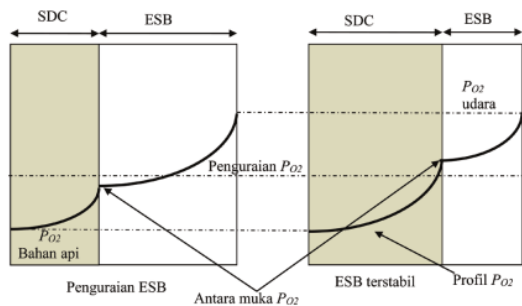 SDC ESB SDC ESB
PO2
udara
Penguraian PO2
PO2
Bahan api
Penguraian ESB
ESB terstabil
Profil PO2
Antara muka PO2